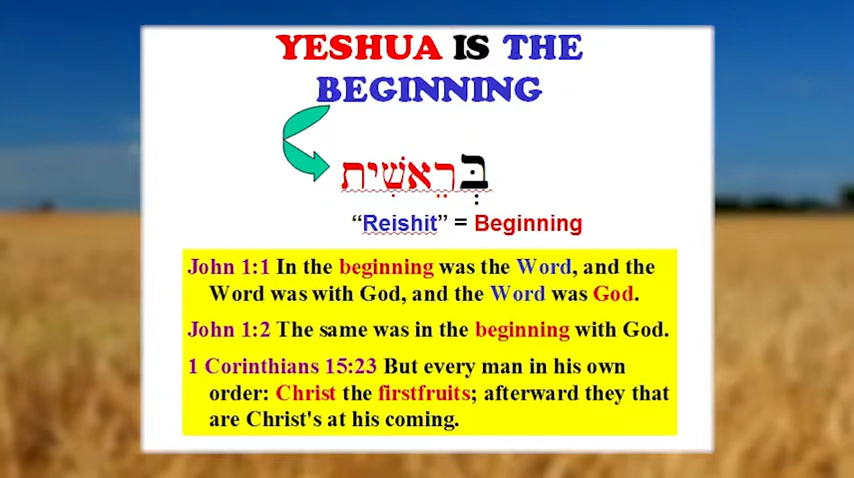 YESHUA IS THE
BEGINNING
בְּרֵאשִׁית
“Reishit” = Beginning
John 1:1 In the beginning was the Word, and the
Word was with God, and the Word was God.
John 1:2 The same was in the beginning with God.
1 Corinthians 15:23 But every man in his own
order: Christ the firstfruits; afterward they that
are Christ's at his coming.